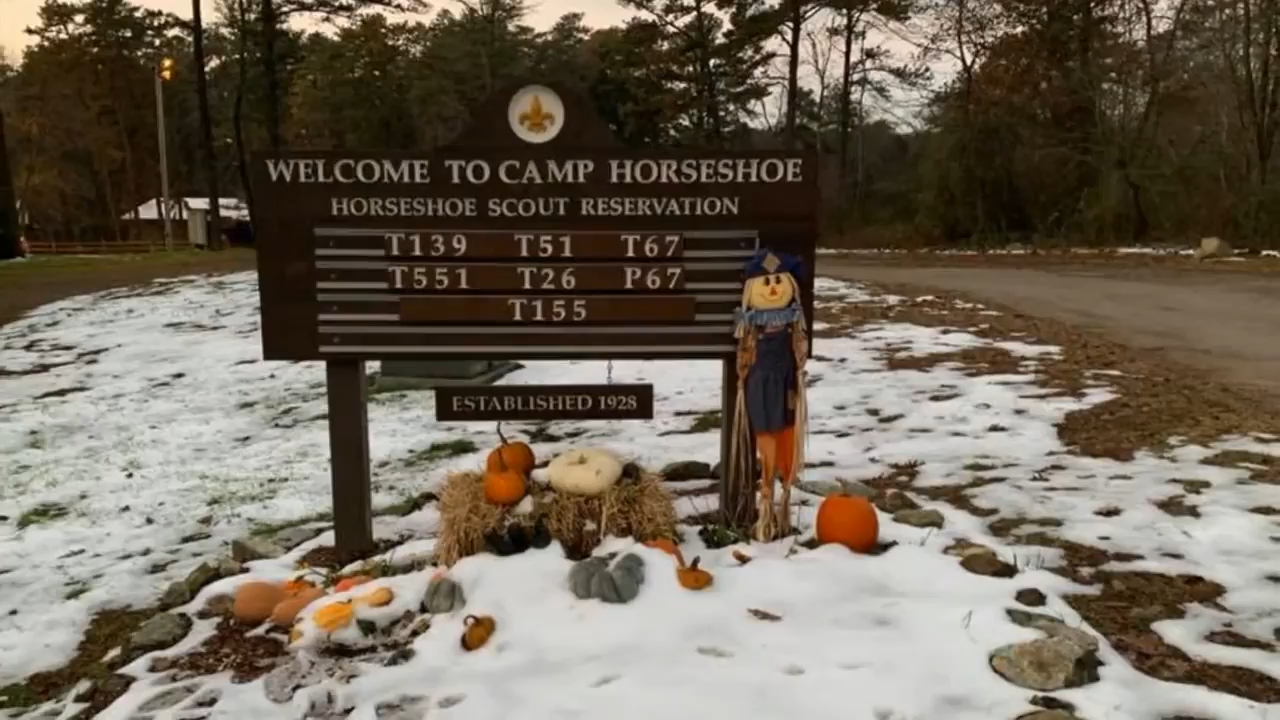 WELCOME TO CAMP HORSESHOE
HORSESHOE SCOUT RESERVATION
T139 T51 T67
T551 T26 P67
T155
ESTABLISHED 1928